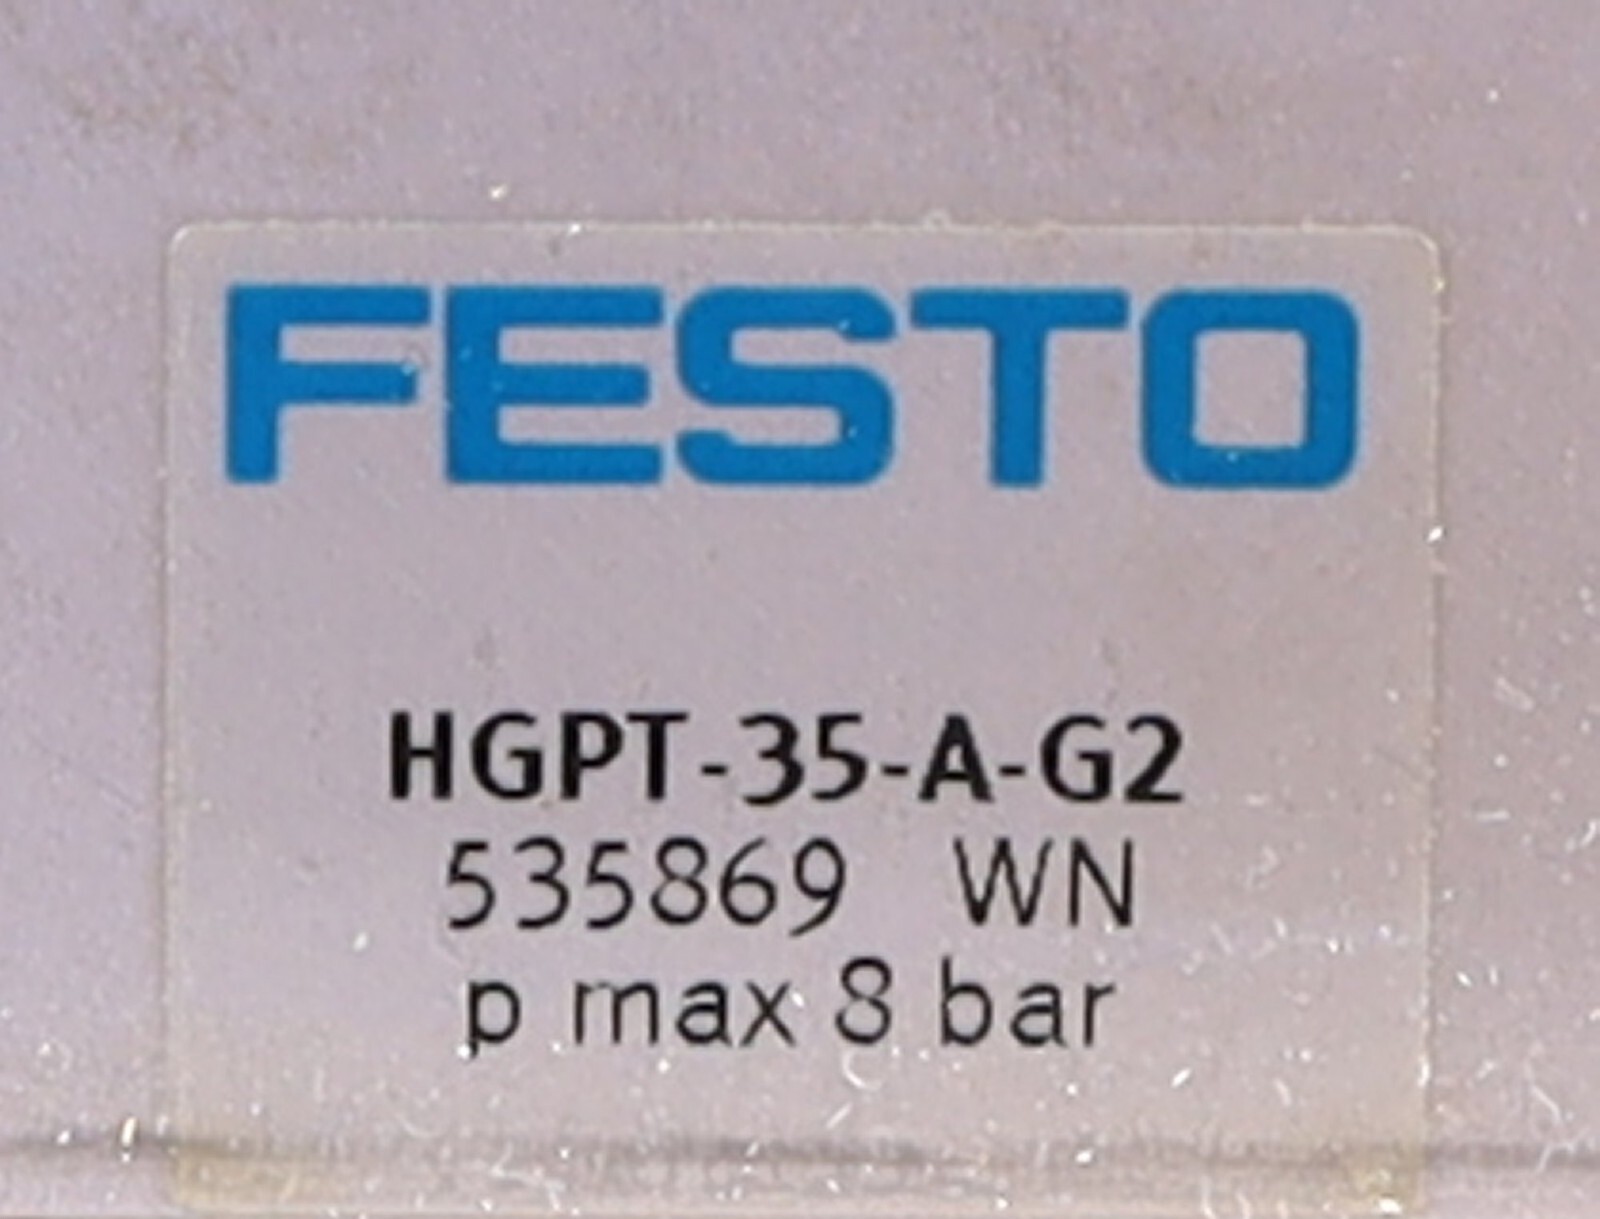 FESTO
HGPT-35-A-G2
535869 WN
p max 8 bar